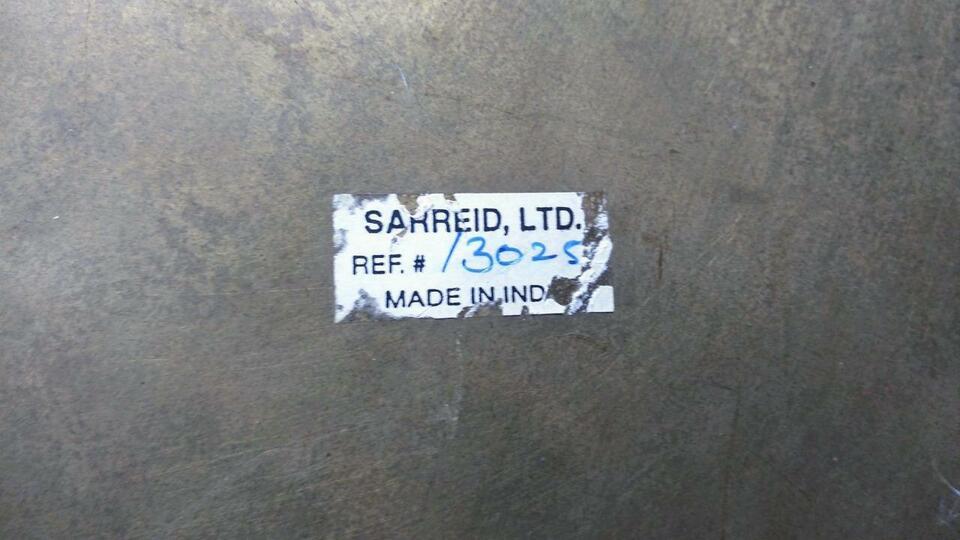 SARREID, LTD.
REF. # 13025
MADE IN IND